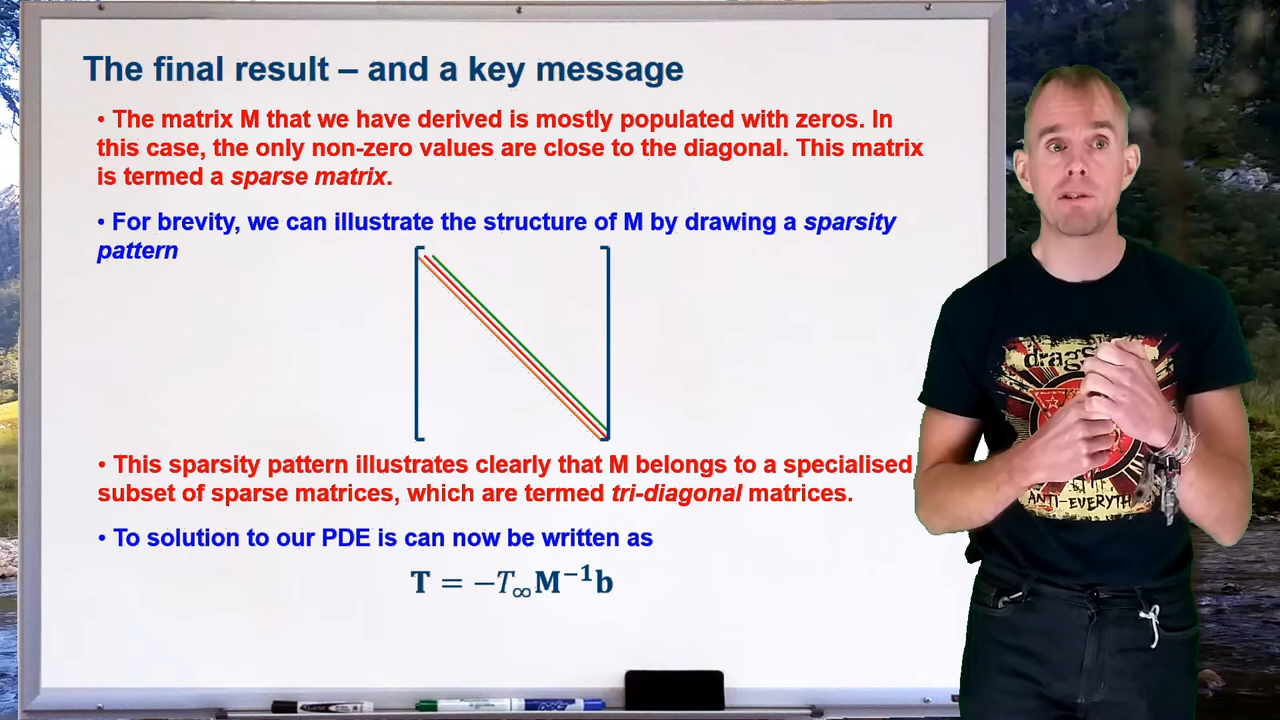 The final result – and a key message
• The matrix M that we have derived is mostly populated with zeros. In
this case, the only non-zero values are close to the diagonal. This matrix
is termed a sparse matrix.
• For brevity, we can illustrate the structure of M by drawing a sparsity
pattern
• This sparsity pattern illustrates clearly that M belongs to a specialised
subset of sparse matrices, which are termed tri-diagonal matrices.
• To solution to our PDE is can now be written as
T = −T∞M⁻¹b
ANTI-EVERYTH